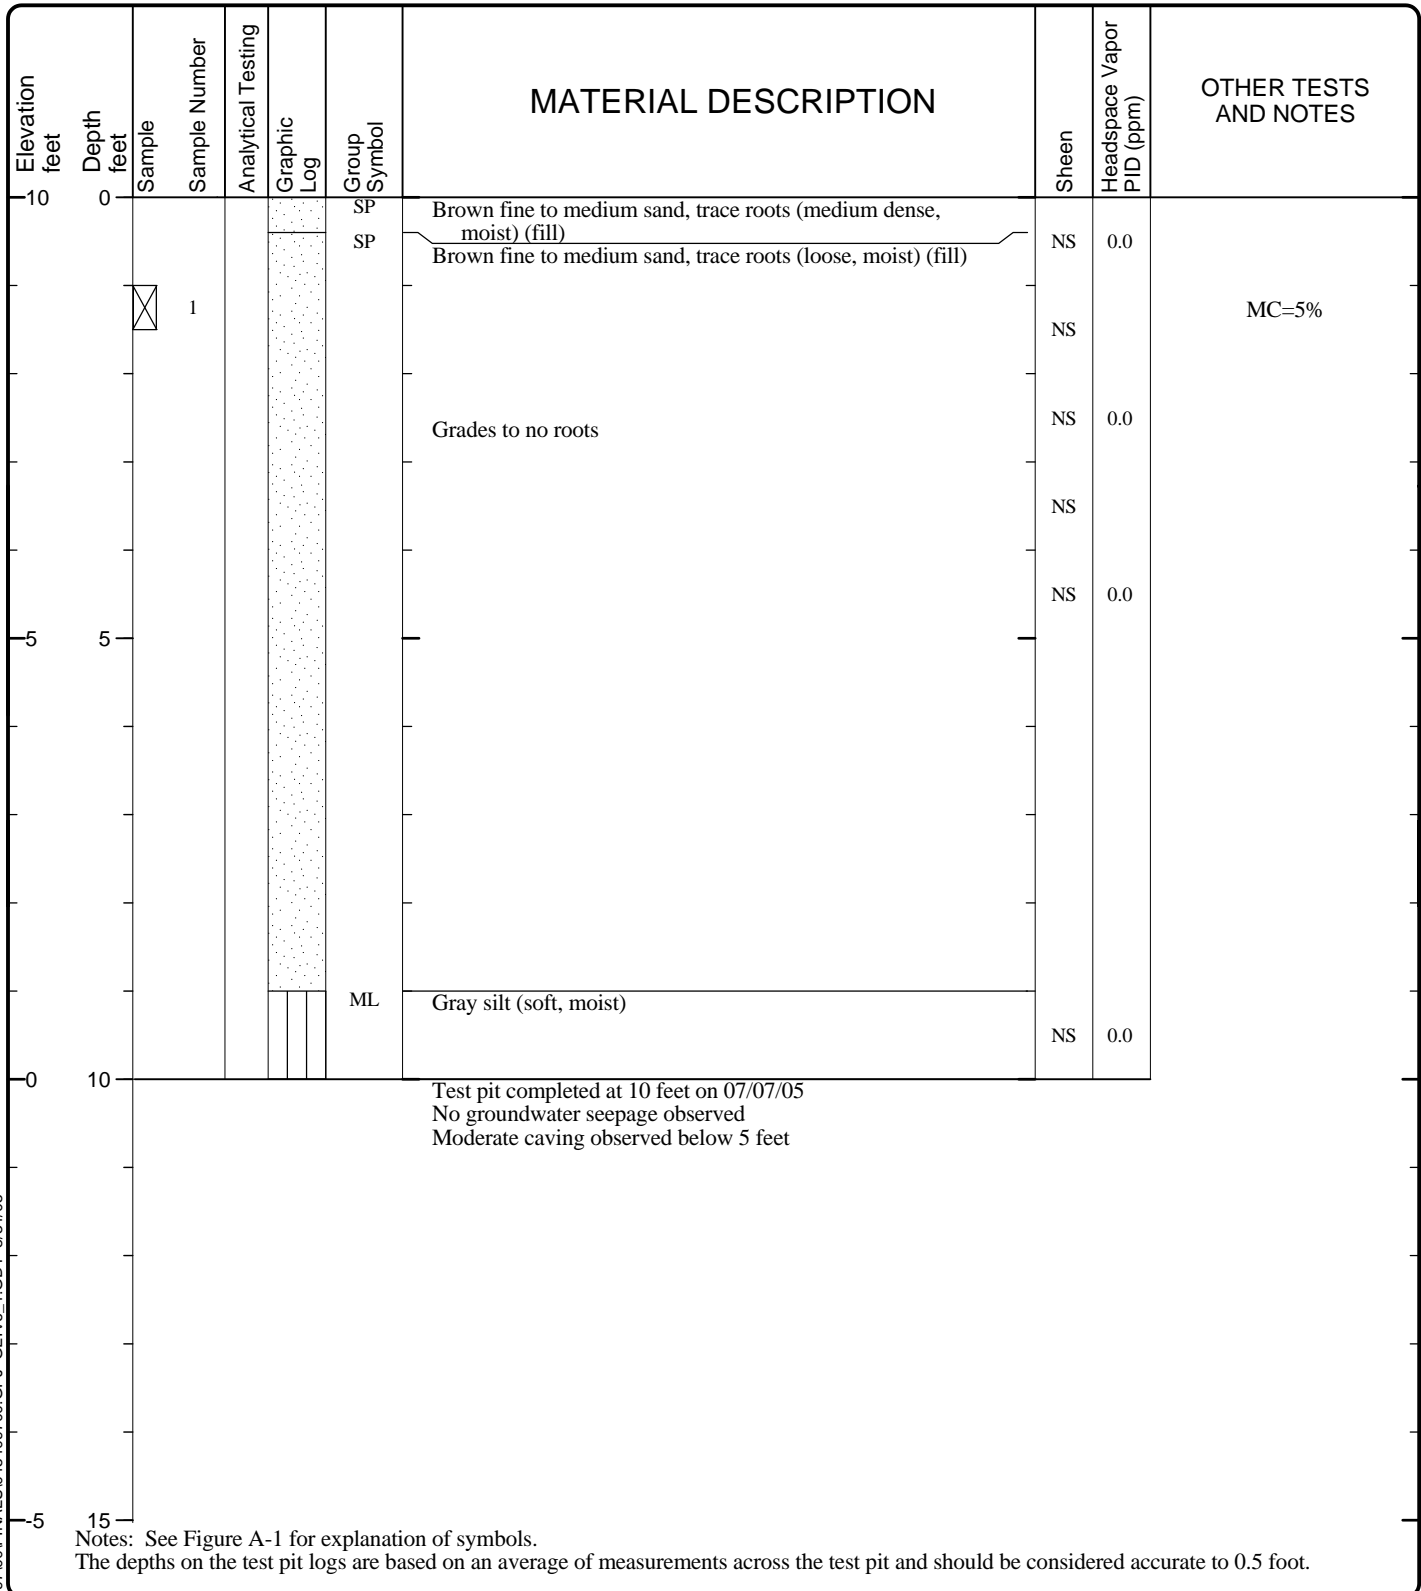 Elevation
feet
Depth
feet
Sample
Sample Number
Analytical Testing
Graphic
Log
Group
Symbol
MATERIAL DESCRIPTION
Sheen
Headspace Vapor
PID (ppm)
OTHER TESTS
AND NOTES
10 0
SP Brown fine to medium sand, trace roots (medium dense,
moist) (fill)
SP NS 0.0
Brown fine to medium sand, trace roots (loose, moist) (fill)
1 MC=5%
NS
NS 0.0
Grades to no roots
NS
NS 0.0
5 5
ML Gray silt (soft, moist)
NS 0.0
0 10
Test pit completed at 10 feet on 07/07/05
No groundwater seepage observed
Moderate caving observed below 5 feet
-5 15
Notes: See Figure A-1 for explanation of symbols.
The depths on the test pit logs are based on an average of measurements across the test pit and should be considered accurate to 0.5 foot.